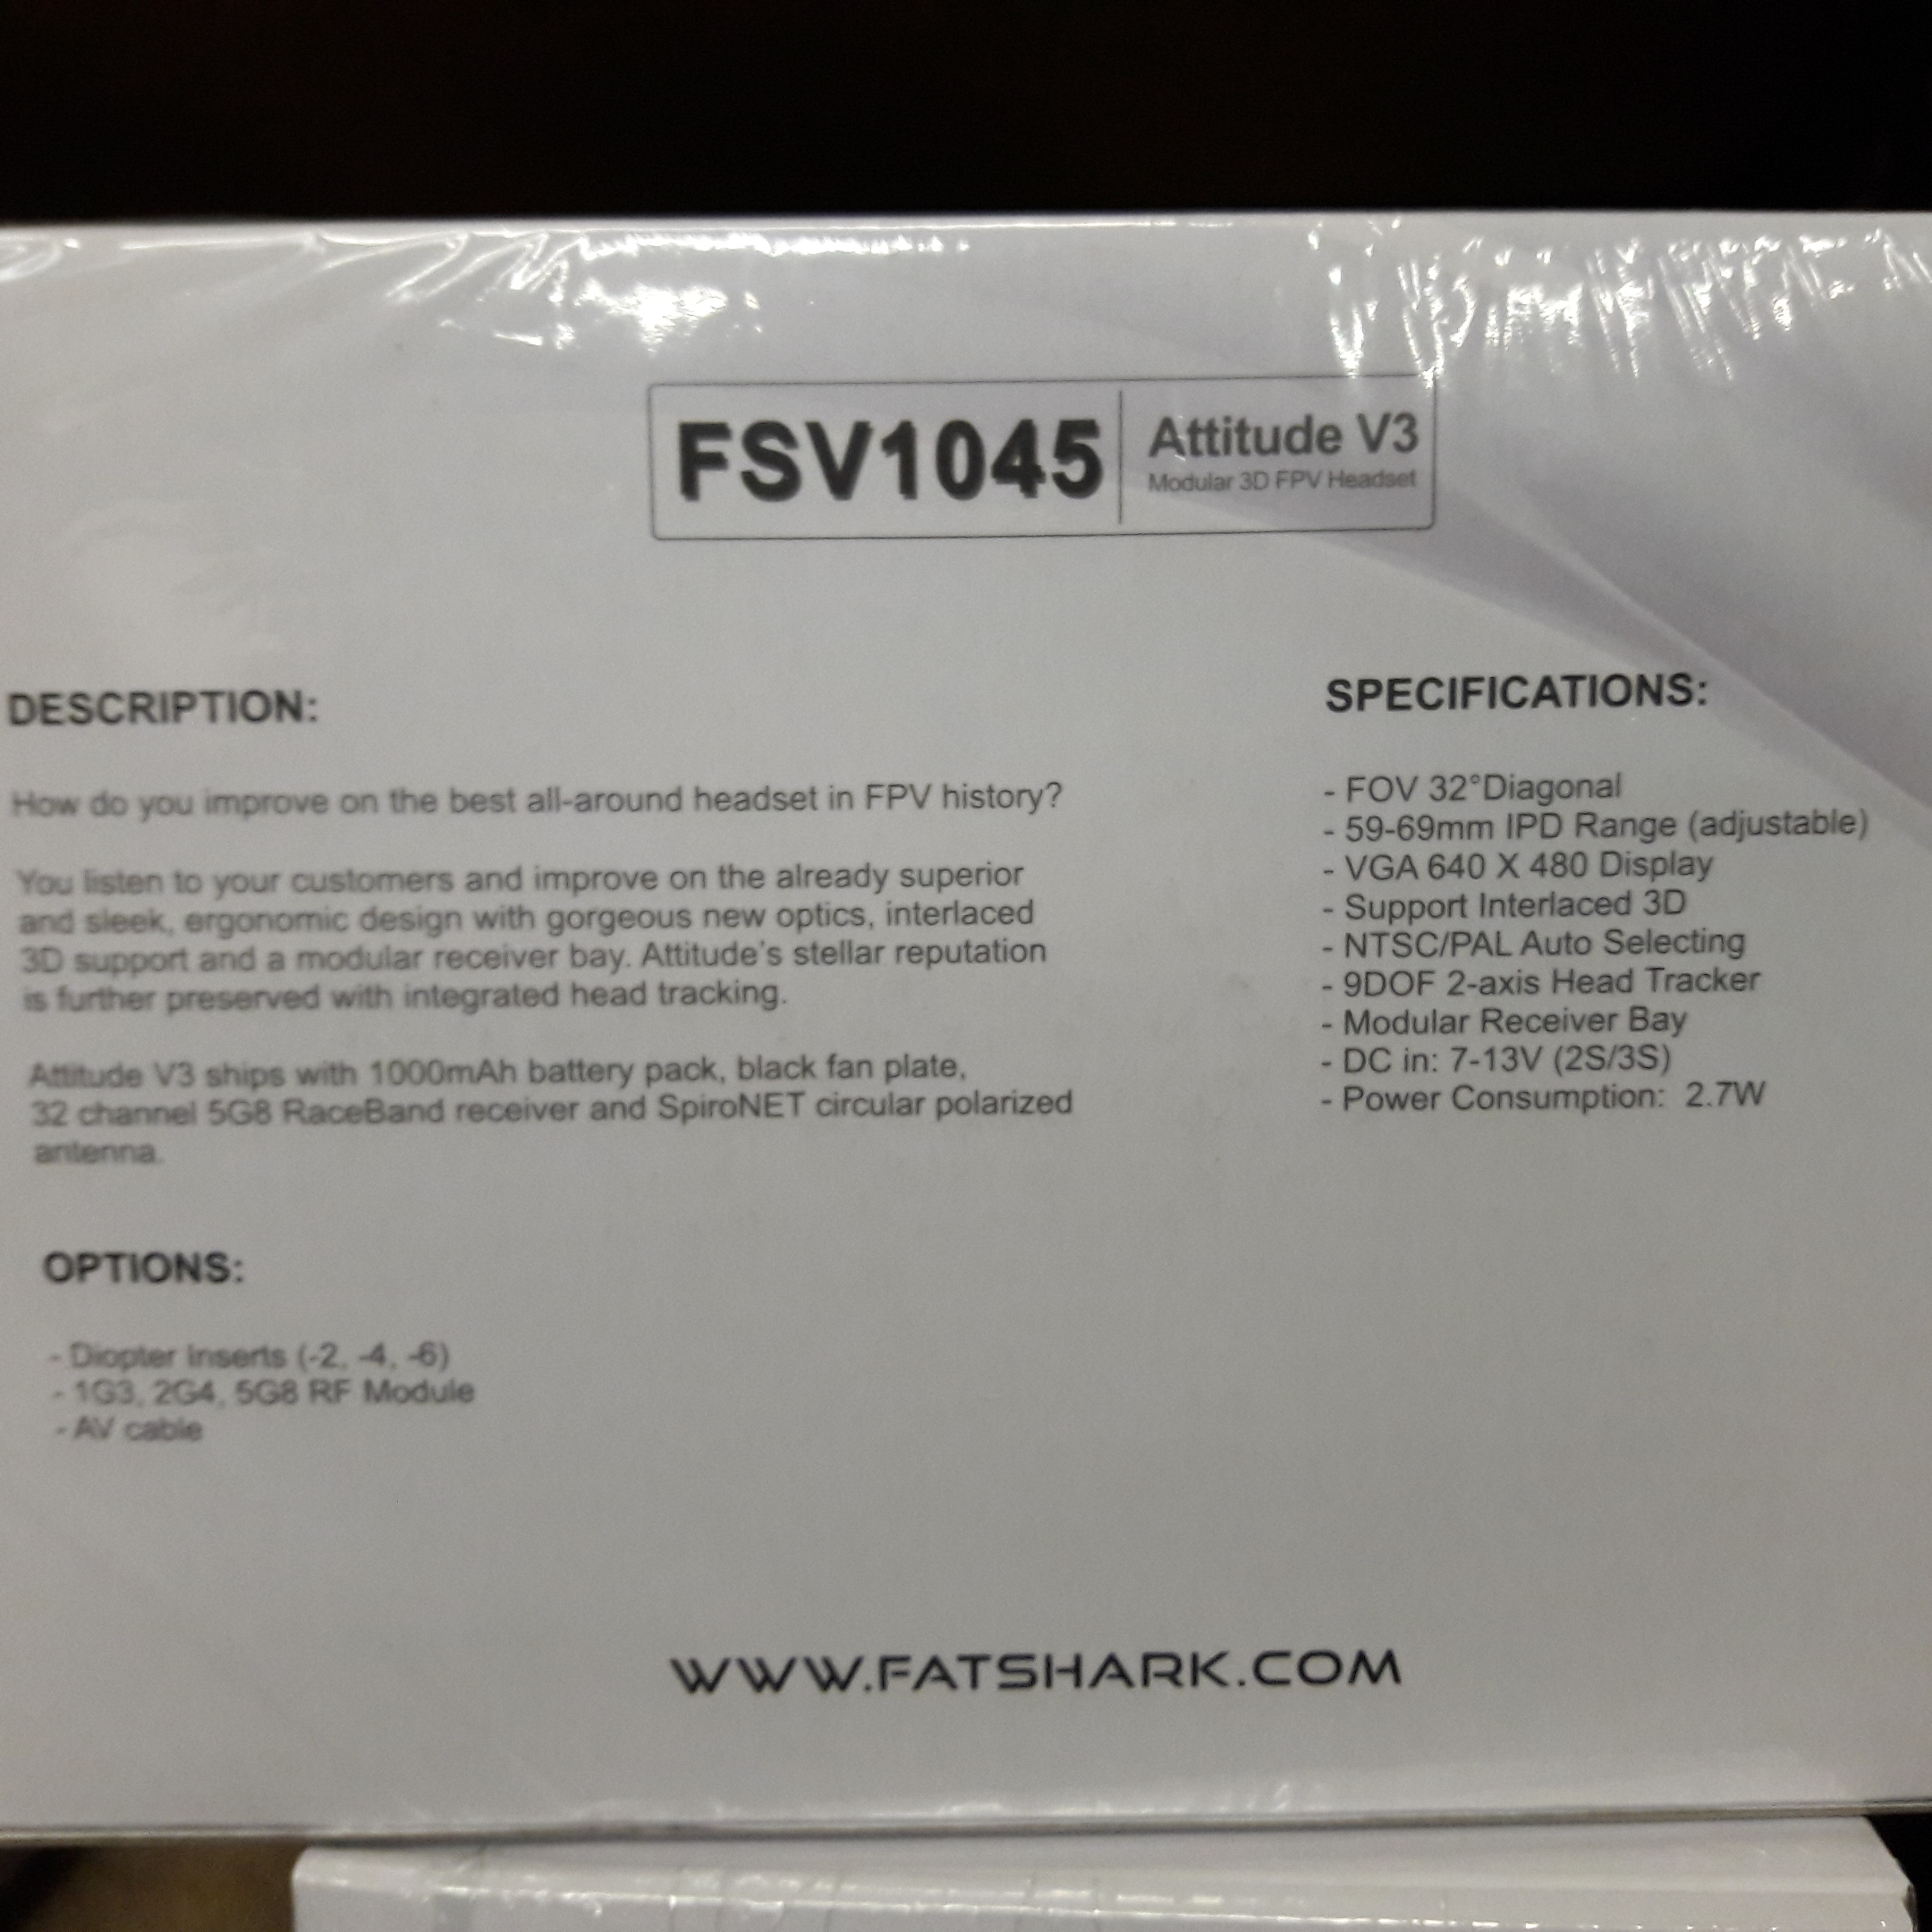 FSV1045
Attitude V3
Modular 3D FPV Headset
DESCRIPTION:
How do you improve on the best all-around headset in FPV history?
You listen to your customers and improve on the already superior
and sleek, ergonomic design with gorgeous new optics, interlaced
3D support and a modular receiver bay. Attitude's stellar reputation
is further preserved with integrated head tracking.
Attitude V3 ships with 1000mAh battery pack, black fan plate,
32 channel 5G8 RaceBand receiver and SpiroNET circular polarized
antenna.
OPTIONS:
- Diopter Inserts (-2, -4, -6)
- 1G3, 2G4, 5G8 RF Module
- AV cable
SPECIFICATIONS:
- FOV 32°Diagonal
- 59-69mm IPD Range (adjustable)
- VGA 640 X 480 Display
- Support Interlaced 3D
- NTSC/PAL Auto Selecting
- 9DOF 2-axis Head Tracker
- Modular Receiver Bay
- DC in: 7-13V (2S/3S)
- Power Consumption: 2.7W
WWW.FATSHARK.COM